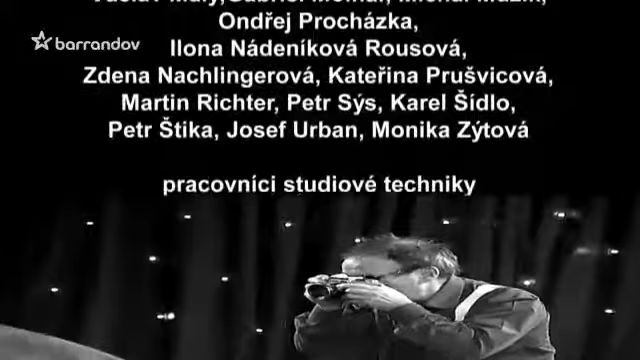 barrandov
Ondřej Procházka,
Ilona Nádeníková Rousová,
Zdena Nachlingerová, Kateřina Prušvicová,
Martin Richter, Petr Sýs, Karel Šídlo,
Petr Štika, Josef Urban, Monika Zýtová
pracovníci studiové techniky